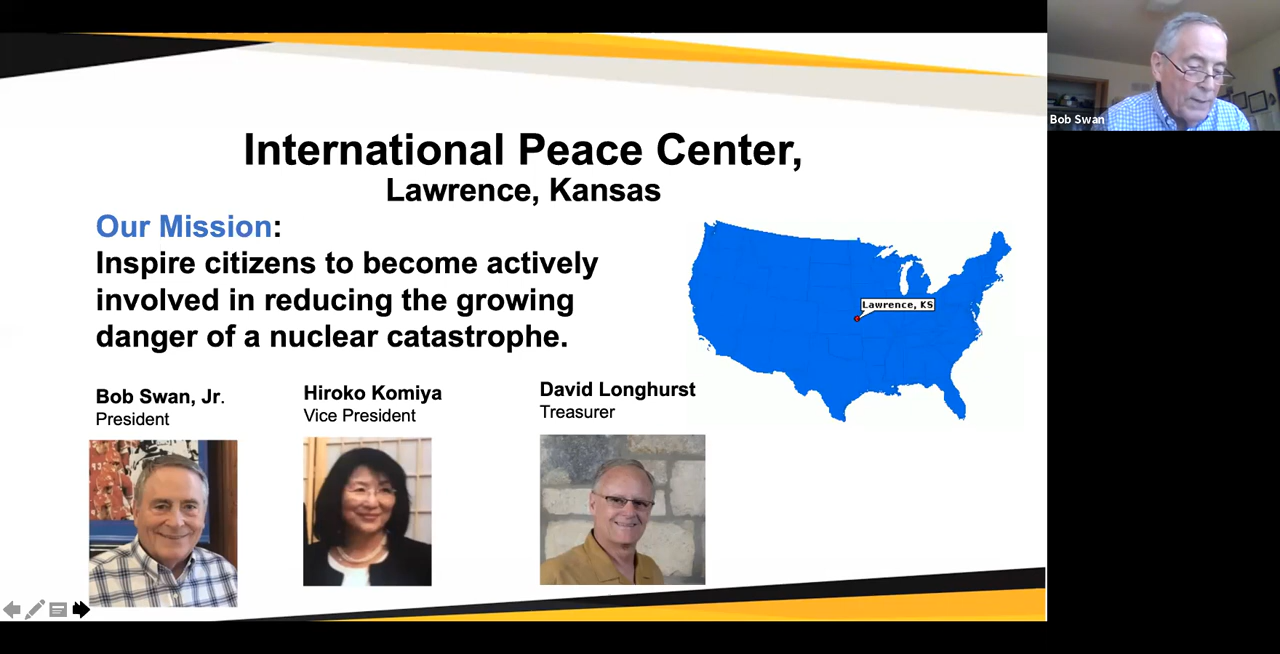 International Peace Center,
Lawrence, Kansas
Our Mission:
Inspire citizens to become actively
involved in reducing the growing
danger of a nuclear catastrophe.
Lawrence, KS
Bob Swan, Jr.
President
Hiroko Komiya
Vice President
David Longhurst
Treasurer
Bob Swan